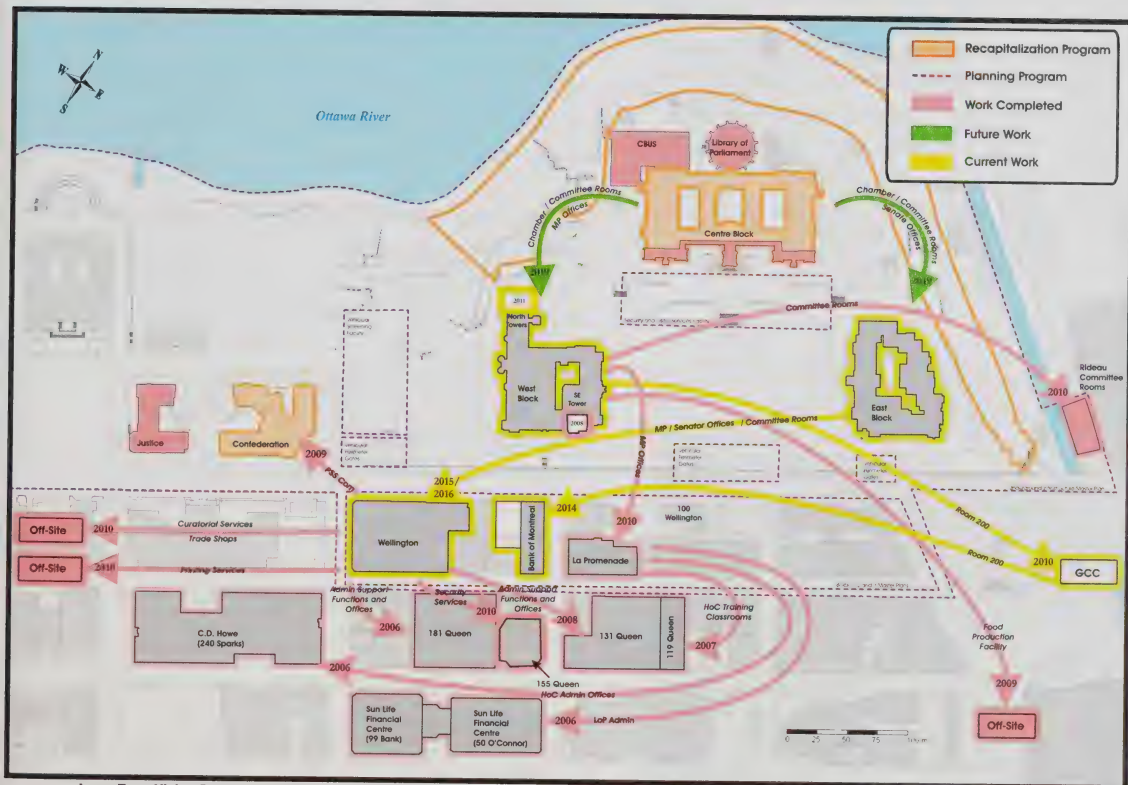 Recapitalization Program
Planning Program
Work Completed
Future Work
Current Work
N
W
E
S
Ottawa River
CBUS
Library of
Parliament
Chamber / Committee Rooms
MP Offices
Chamber / Committee Rooms
Senate Offices
Centre Block
2011
North
Towers
Committee Rooms
Rideau
Committee
Rooms
2010
West
Block
SE
Tower
2008
East
Block
Justice
Confederation
2009
PSS Com
MP / Senator Offices / Committee Rooms
MP Offices
2015/
2016
2014
2010
100
Wellington
Room 200
Room 200
2010
GCC
Off-Site
2010
Curatorial Services
Trade Shops
Off-Site
Printing Services
Wellington
Bank of Montreal
La Promenade
Admin Support
Functions and
Offices
2006
Security
Services
2010
Admin Support
Functions and
Offices
2008
HoC Training
Classrooms
2007
C.D. Howe
(240 Sparks)
2006
181 Queen
131 Queen
119 Queen
155 Queen
HoC Admin Offices
Food
Production
Facility
2009
Off-Site
Sun Life
Financial
Centre
(99 Bank)
Sun Life
Financial
Centre
(50 O'Connor)
2006
LoP Admin
0 25 50 75